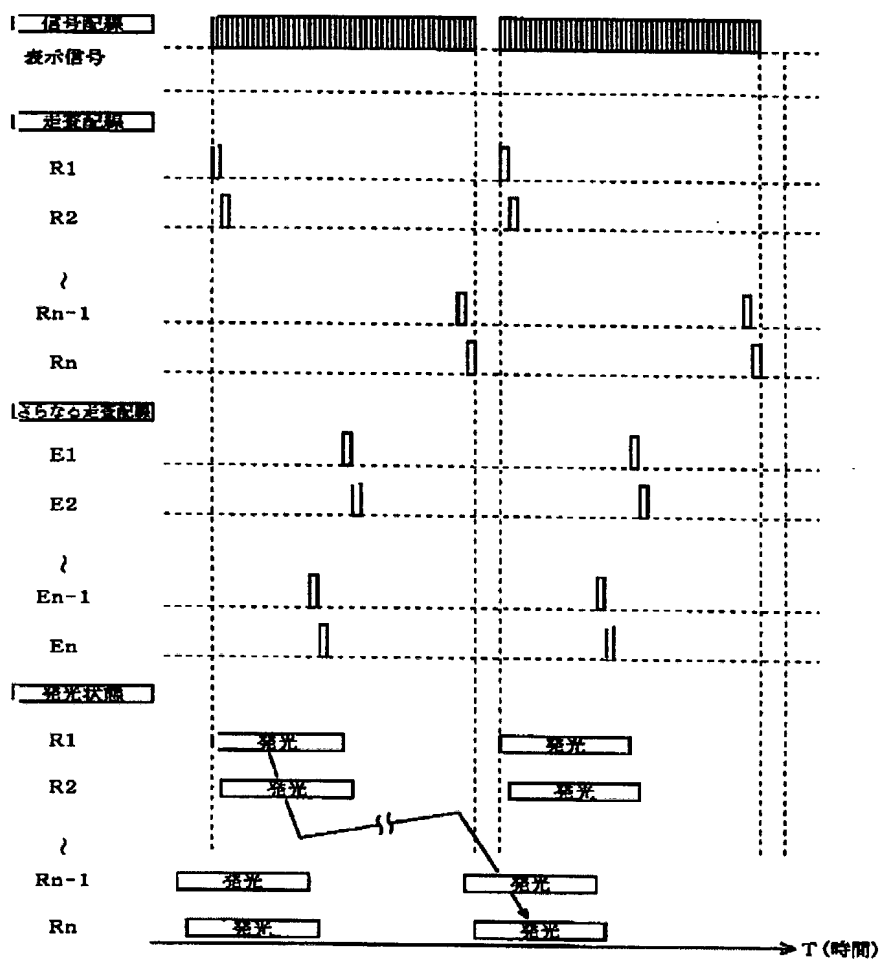 信号配線
表示信号
走査配線
R1
R2
~
Rn-1
Rn
さらなる走査配線
E1
E2
~
En-1
En
発光状態
R1 発光 発光
R2 発光 発光
~
Rn-1 発光 発光
Rn 発光 発光
T(時間)